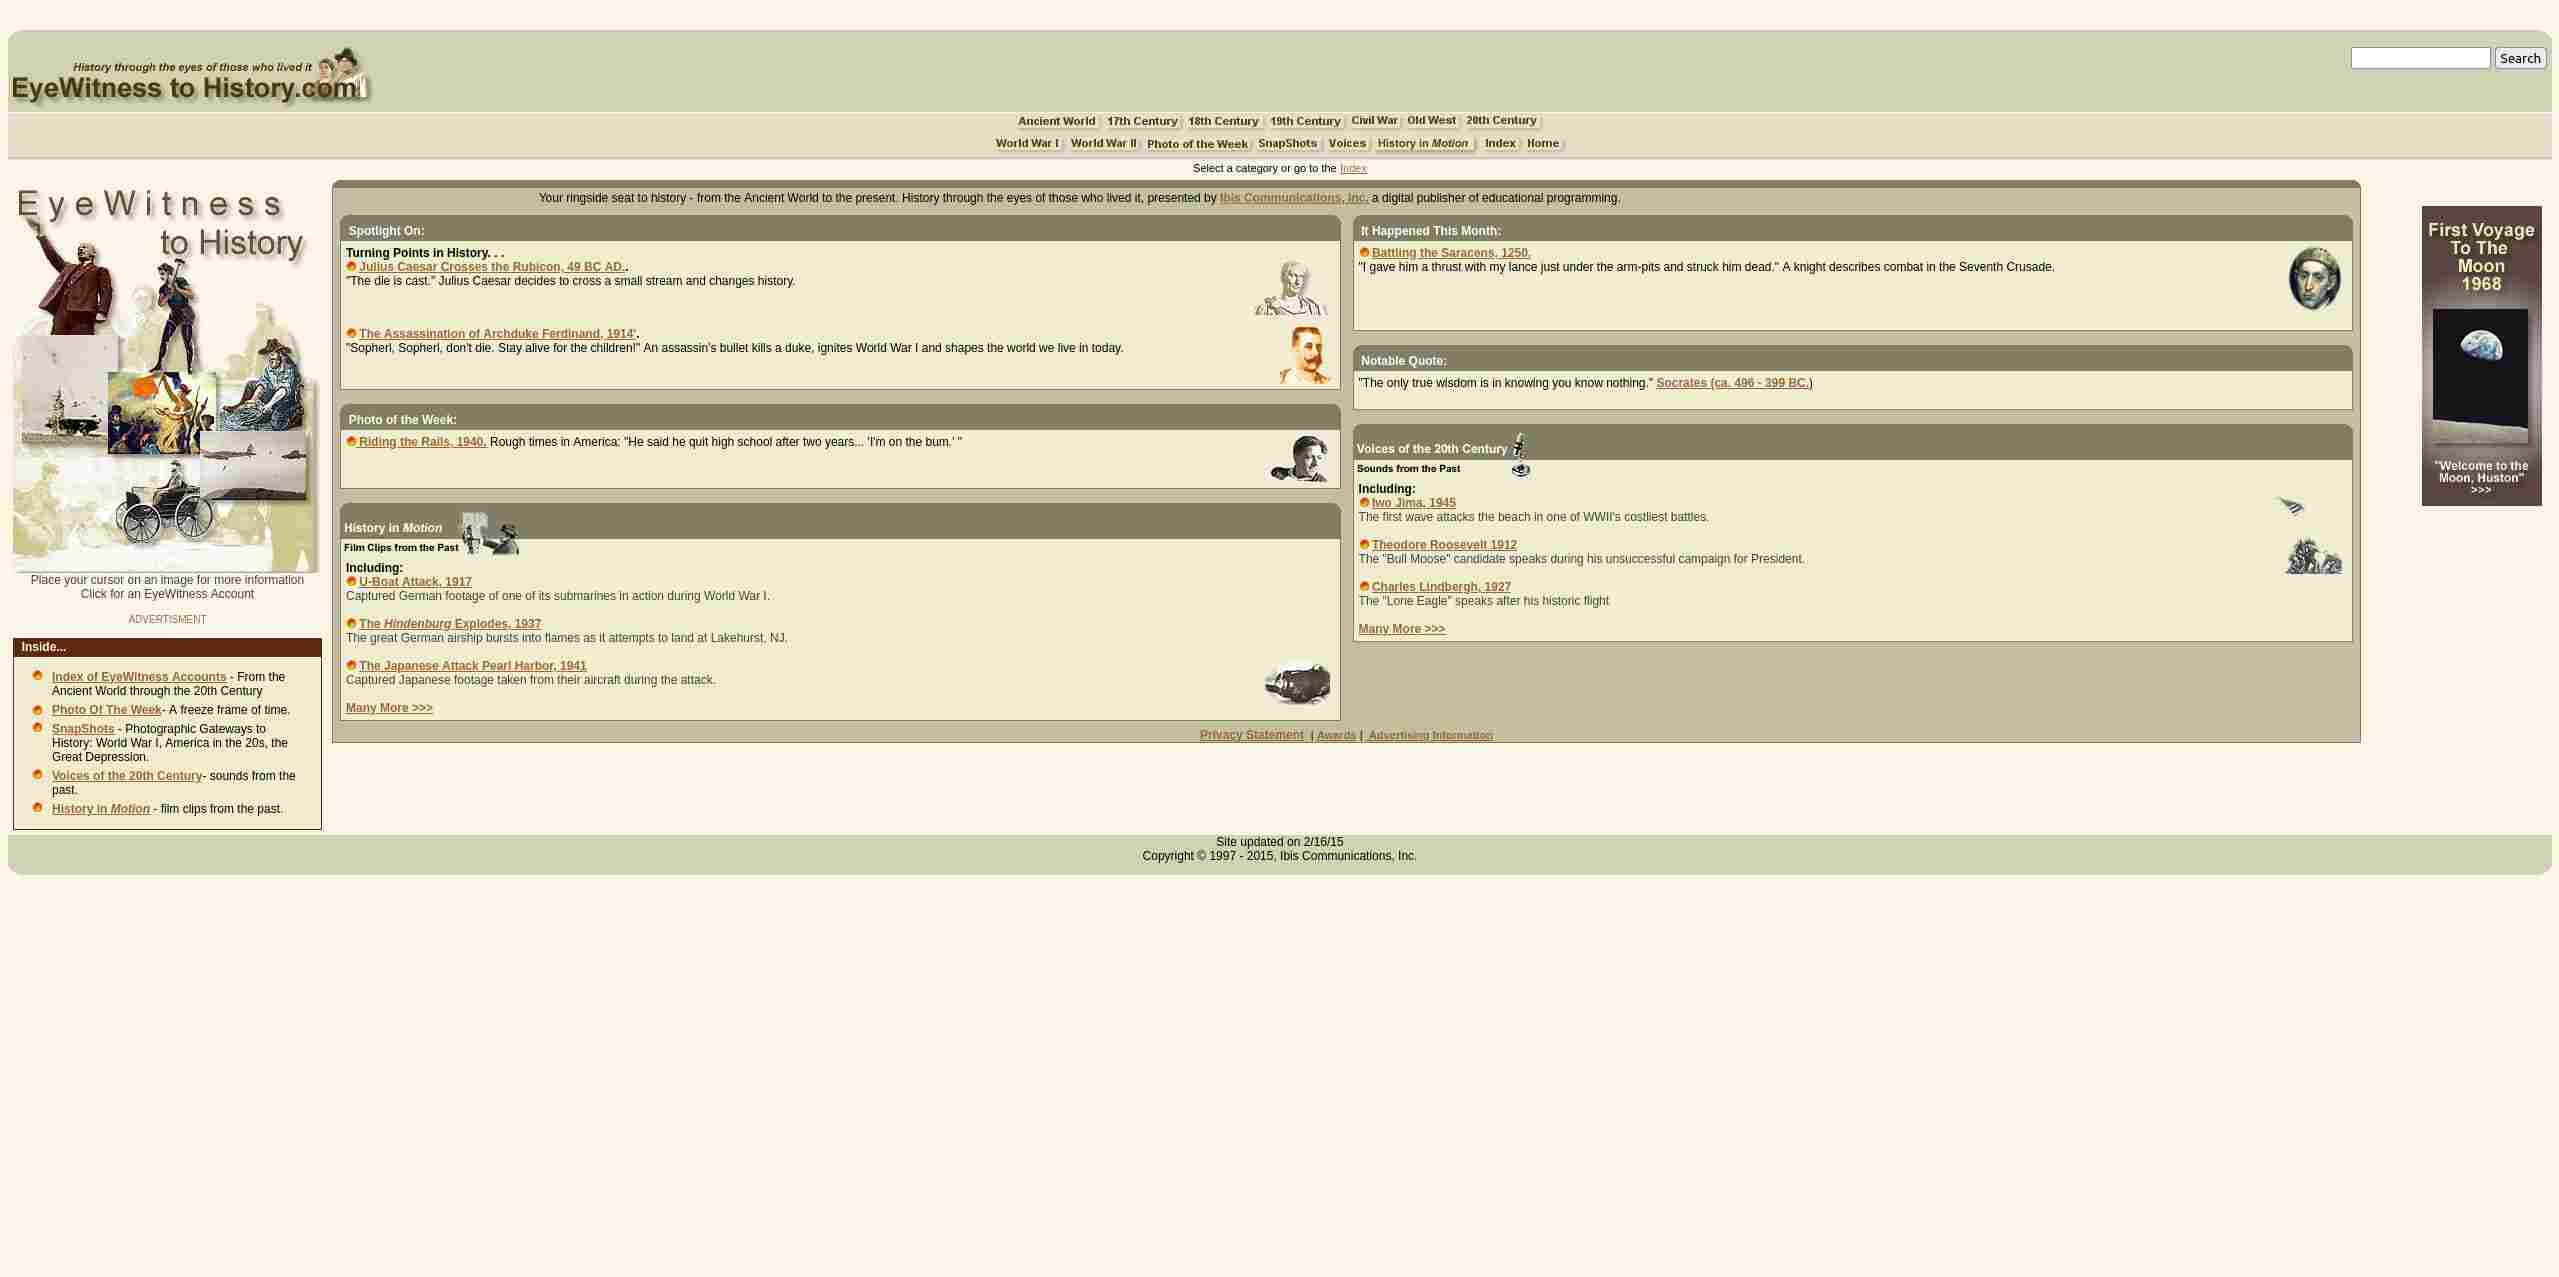 History through the eyes of those who lived it
EyeWitness to History.com
Search
Ancient World 17th Century 18th Century 19th Century Civil War Old West 20th Century
World War I World War II Photo of the Week SnapShots Voices History in Motion Index Home
Select a category or go to the Index
EyeWitness
to History
Place your cursor on an image for more information
Click for an EyeWitness Account
ADVERTISMENT
Inside...
Index of EyeWitness Accounts - From the
Ancient World through the 20th Century
Photo Of The Week- A freeze frame of time.
SnapShots - Photographic Gateways to
History: World War I, America in the 20s, the
Great Depression.
Voices of the 20th Century- sounds from the
past.
History in Motion - film clips from the past.
Your ringside seat to history - from the Ancient World to the present. History through the eyes of those who lived it, presented by Ibis Communications, Inc. a digital publisher of educational programming.
Spotlight On:
Turning Points in History. . .
Julius Caesar Crosses the Rubicon, 49 BC AD..
"The die is cast." Julius Caesar decides to cross a small stream and changes history.
The Assassination of Archduke Ferdinand, 1914'.
"Sopherl, Sopherl, don't die. Stay alive for the children!" An assassin's bullet kills a duke, ignites World War I and shapes the world we live in today.
Photo of the Week:
Riding the Rails, 1940. Rough times in America: "He said he quit high school after two years... 'I'm on the bum.' "
History in Motion
Film Clips from the Past
Including:
U-Boat Attack, 1917
Captured German footage of one of its submarines in action during World War I.
The Hindenburg Explodes, 1937
The great German airship bursts into flames as it attempts to land at Lakehurst, NJ.
The Japanese Attack Pearl Harbor, 1941
Captured Japanese footage taken from their aircraft during the attack.
Many More >>>
It Happened This Month:
Battling the Saracens, 1250.
"I gave him a thrust with my lance just under the arm-pits and struck him dead." A knight describes combat in the Seventh Crusade.
Notable Quote:
"The only true wisdom is in knowing you know nothing." Socrates (ca. 496 - 399 BC.)
Voices of the 20th Century
Sounds from the Past
Including:
Iwo Jima, 1945
The first wave attacks the beach in one of WWII's costliest battles.
Theodore Roosevelt 1912
The "Bull Moose" candidate speaks during his unsuccessful campaign for President.
Charles Lindbergh, 1927
The "Lone Eagle" speaks after his historic flight
Many More >>>
Privacy Statement | Awards | Advertising Information
First Voyage
To The
Moon
1968
"Welcome to the
Moon, Huston"
>>>
Site updated on 2/16/15
Copyright © 1997 - 2015, Ibis Communications, Inc.